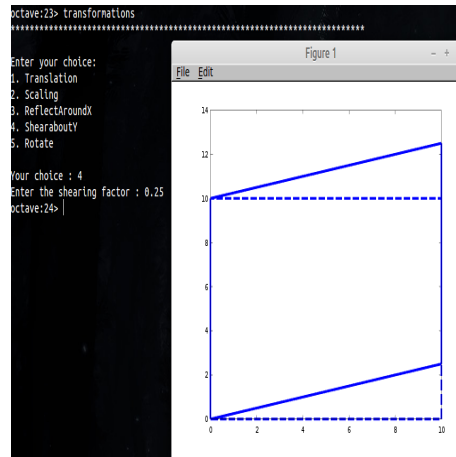 octave:23> transformations
**********************************************************************
Enter your choice:
1. Translation
2. Scaling
3. ReflectAroundX
4. ShearaboutY
5. Rotate
Your choice : 4
Enter the shearing factor : 0.25
octave:24>
Figure 1
File Edit
14
12
10
8
6
4
2
0
0 2 4 6 8 10